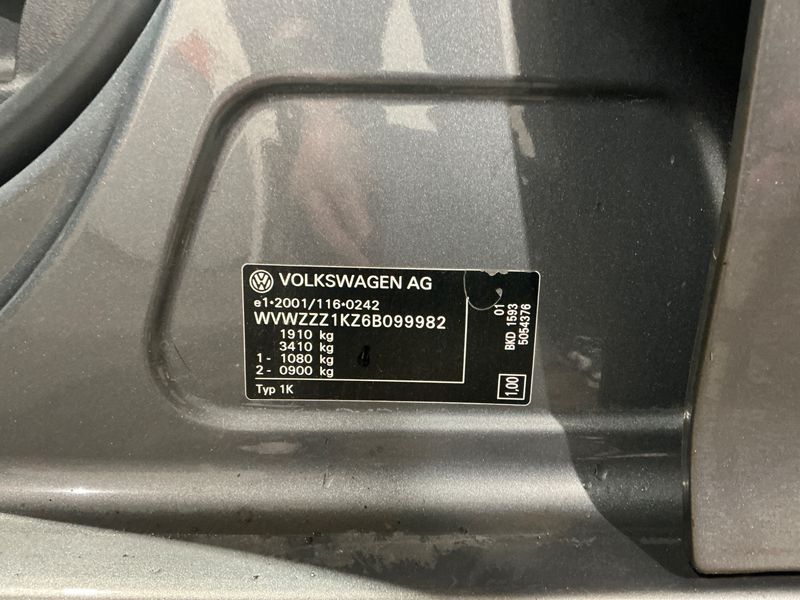 VOLKSWAGEN AG
e1*2001/116*0242
WVWZZZ1KZ6B099982
1910 kg
3410 kg
1 - 1080 kg
2 - 0900 kg
Typ 1K
01
BKD 1593
5054376
1,00